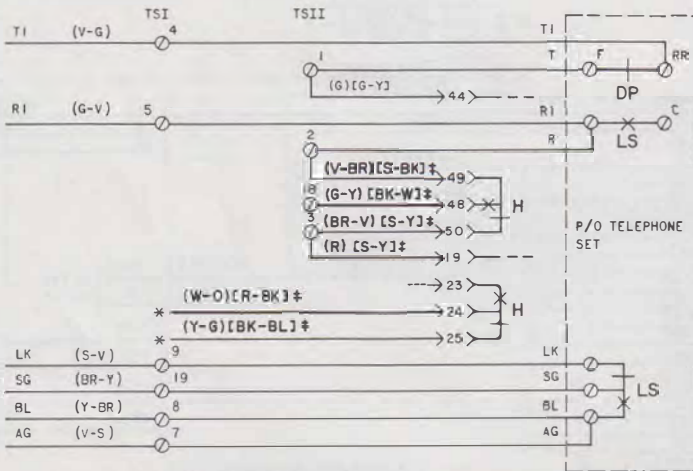 TSI TSII
TI (V-G) 4 TI
1 T F RR
(G)[G-Y] 44 DP
RI (G-V) 5 RI C
2 R LS
(V-BR)[S-BK]‡ 49
18 (G-Y)[BK-W]‡ 48 H
3 (BR-V)[S-Y]‡ 50
P/O TELEPHONE
SET
(R)[S-Y]‡ 19
23
* (W-O)[R-BK]‡ 24 H
* (Y-G)[BK-BL]‡ 25
LK (S-V) 9 LK
SG (BR-Y) 19 SG LS
BL (Y-BR) 8 BL
AG (V-S) 7 AG